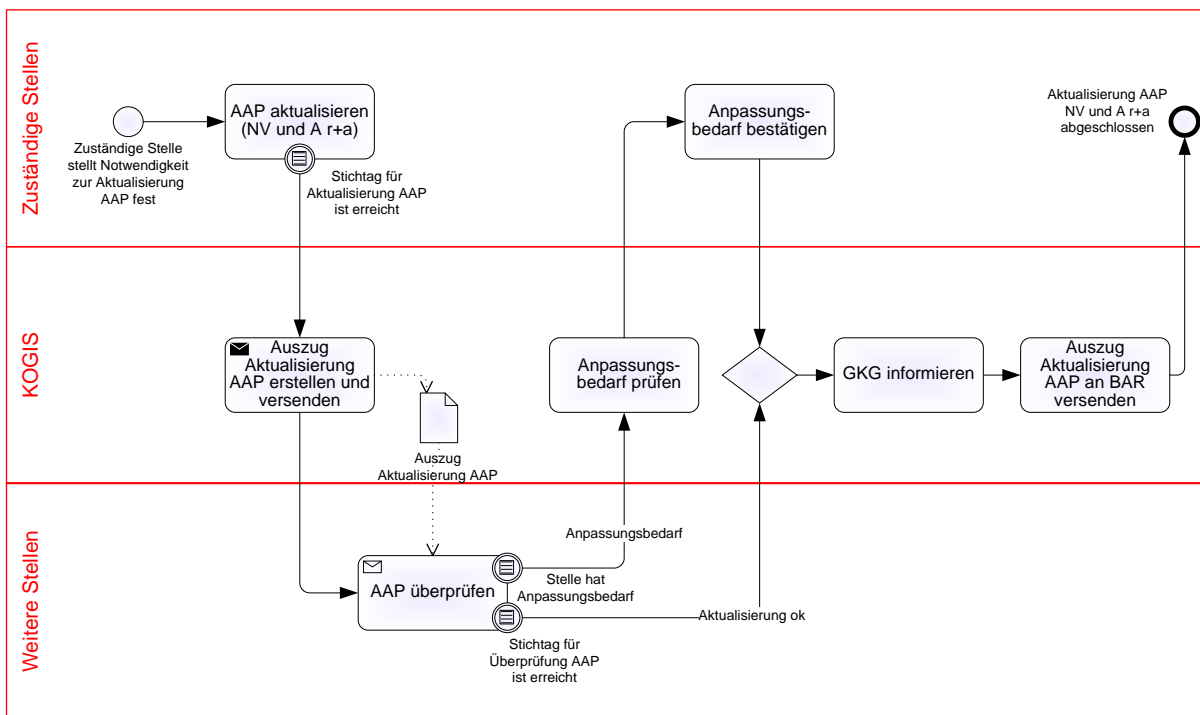 Zuständige Stellen
Zuständige Stelle
stellt Notwendigkeit
zur Aktualisierung
AAP fest
AAP aktualisieren
(NV und A r+a)
Stichtag für
Aktualisierung AAP
ist erreicht
Anpassungs-
bedarf bestätigen
Aktualisierung AAP
NV und A r+a
abgeschlossen
KOGIS
Auszug
Aktualisierung
AAP erstellen und
versenden
Auszug
Aktualisierung AAP
Anpassungs-
bedarf prüfen
GKG informieren
Auszug
Aktualisierung
AAP an BAR
versenden
Weitere Stellen
AAP überprüfen
Anpassungsbedarf
Stelle hat
Anpassungsbedarf
Aktualisierung ok
Stichtag für
Überprüfung AAP
ist erreicht